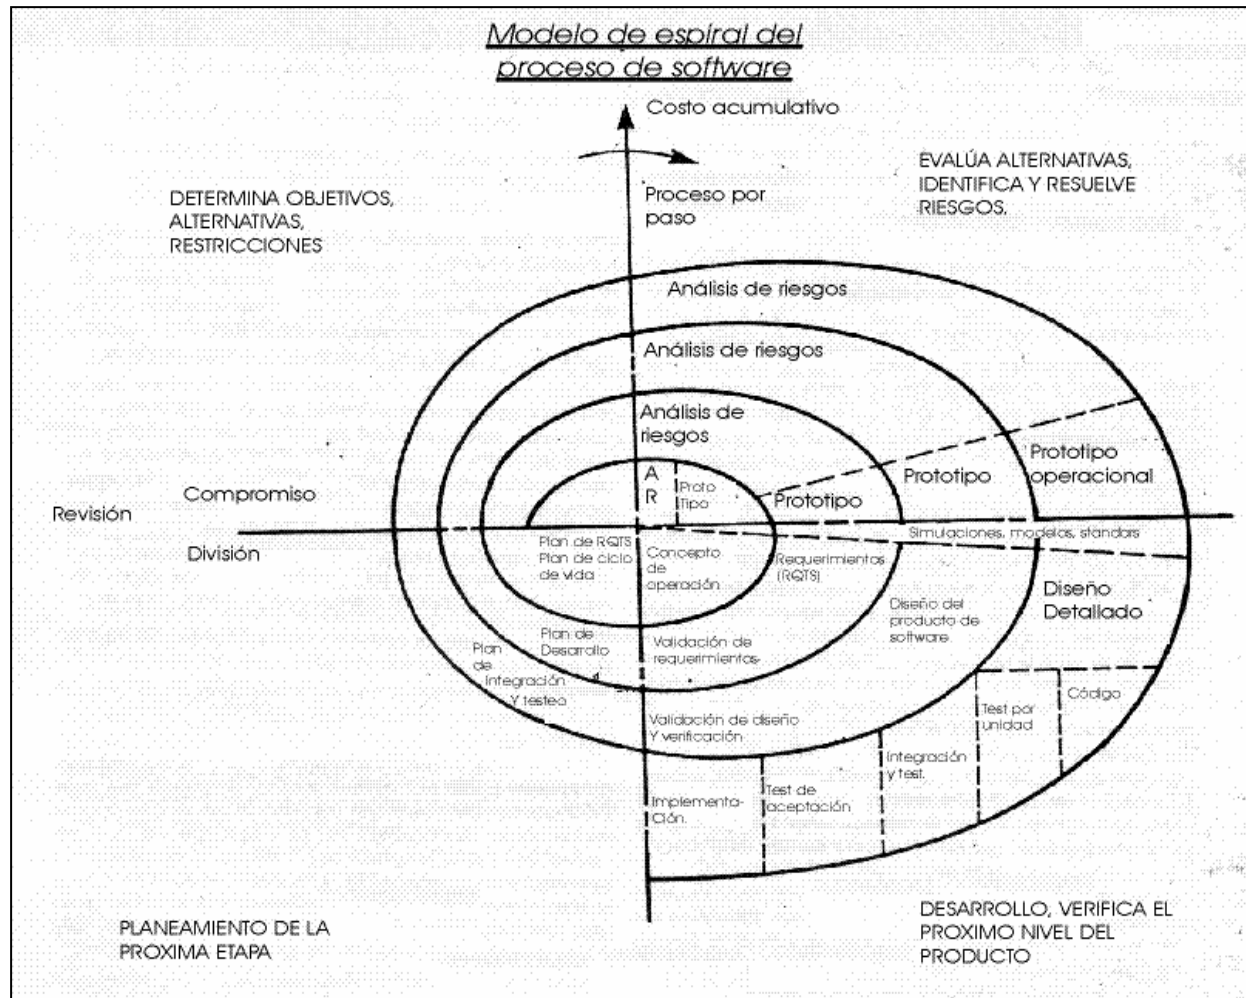 Modelo de espiral del
proceso de software
Costo acumulativo
Proceso por
paso
DETERMINA OBJETIVOS,
ALTERNATIVAS,
RESTRICCIONES
EVALÚA ALTERNATIVAS,
IDENTIFICA Y RESUELVE
RIESGOS.
Análisis de riesgos
Análisis de riesgos
Análisis de
riesgos
A
R
Proto
Tipo
Prototipo
Prototipo
Prototipo
operacional
Compromiso
Revisión
División
Simulaciones, modelos, standars
Plan de RQTS
Plan de ciclo
de vida
Concepto
de
operación
Requerimientos
(RQTS)
Diseño del
producto de
software
Diseño
Detallado
Plan de
Desarrollo
Validación de
requerimientos
Plan
de
Integración
Y testeo
Validación de diseño
Y verificación
Implementa-
Ción.
Test de
aceptación
Integración
y test.
Test por
unidad
Código
PLANEAMIENTO DE LA
PROXIMA ETAPA
DESARROLLO, VERIFICA EL
PROXIMO NIVEL DEL
PRODUCTO